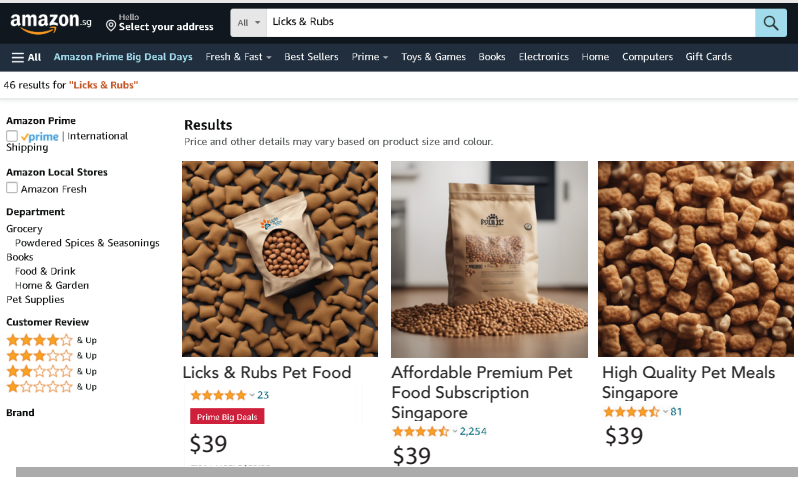 amazon.sg
Hello
Select your address
All
Licks & Rubs
All
Amazon Prime Big Deal Days
Fresh & Fast
Best Sellers
Prime
Toys & Games
Books
Electronics
Home
Computers
Gift Cards
46 results for "Licks & Rubs"
Amazon Prime
prime | International
Shipping
Amazon Local Stores
Amazon Fresh
Department
Grocery
Powdered Spices & Seasonings
Books
Food & Drink
Home & Garden
Pet Supplies
Customer Review
& Up
& Up
& Up
& Up
Brand
Results
Price and other details may vary based on product size and colour.
Licks & Rubs Pet Food
23
Prime Big Deals
$39
Affordable Premium Pet
Food Subscription
Singapore
2,254
$39
High Quality Pet Meals
Singapore
81
$39